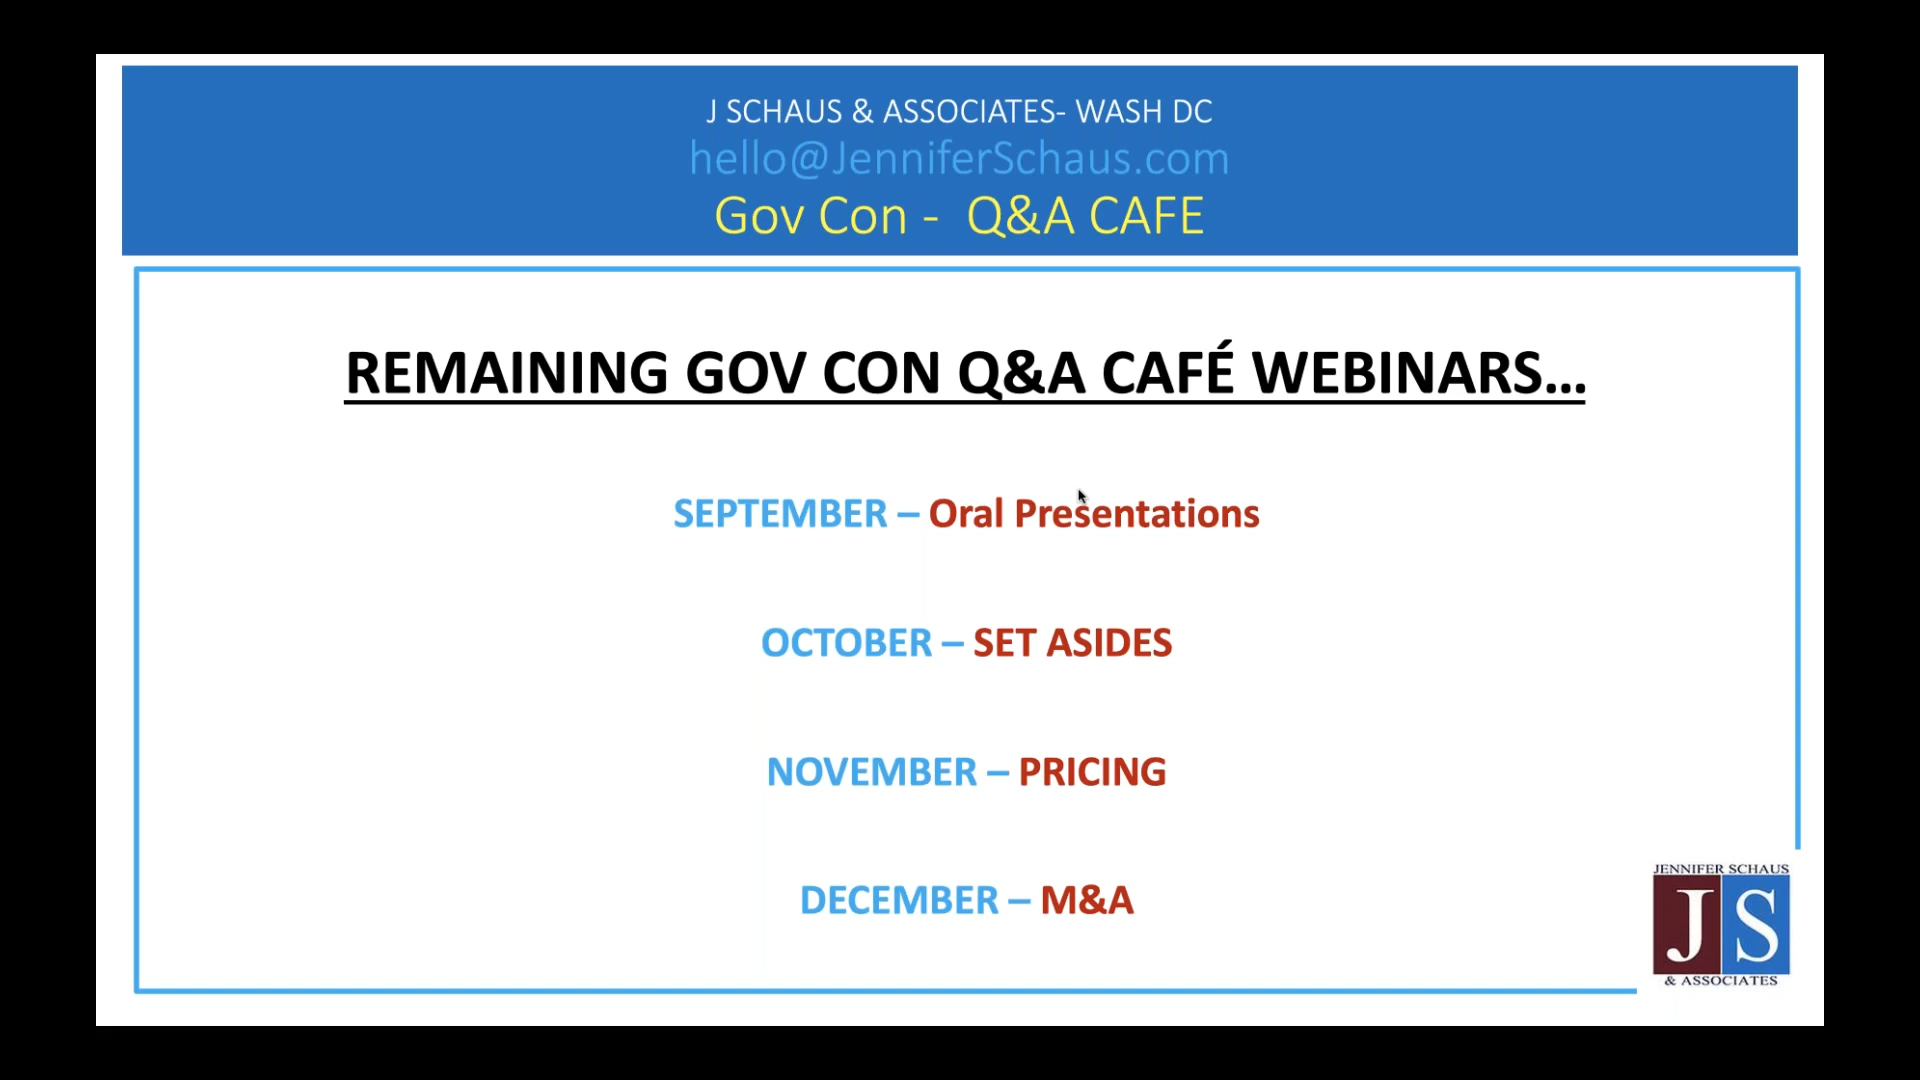 J SCHAUS & ASSOCIATES- WASH DC
hello@JenniferSchaus.com
Gov Con - Q&A CAFE
REMAINING GOV CON Q&A CAFÉ WEBINARS...
SEPTEMBER – Oral Presentations
OCTOBER – SET ASIDES
NOVEMBER – PRICING
DECEMBER – M&A
JENNIFER SCHAUS
JS
& ASSOCIATES